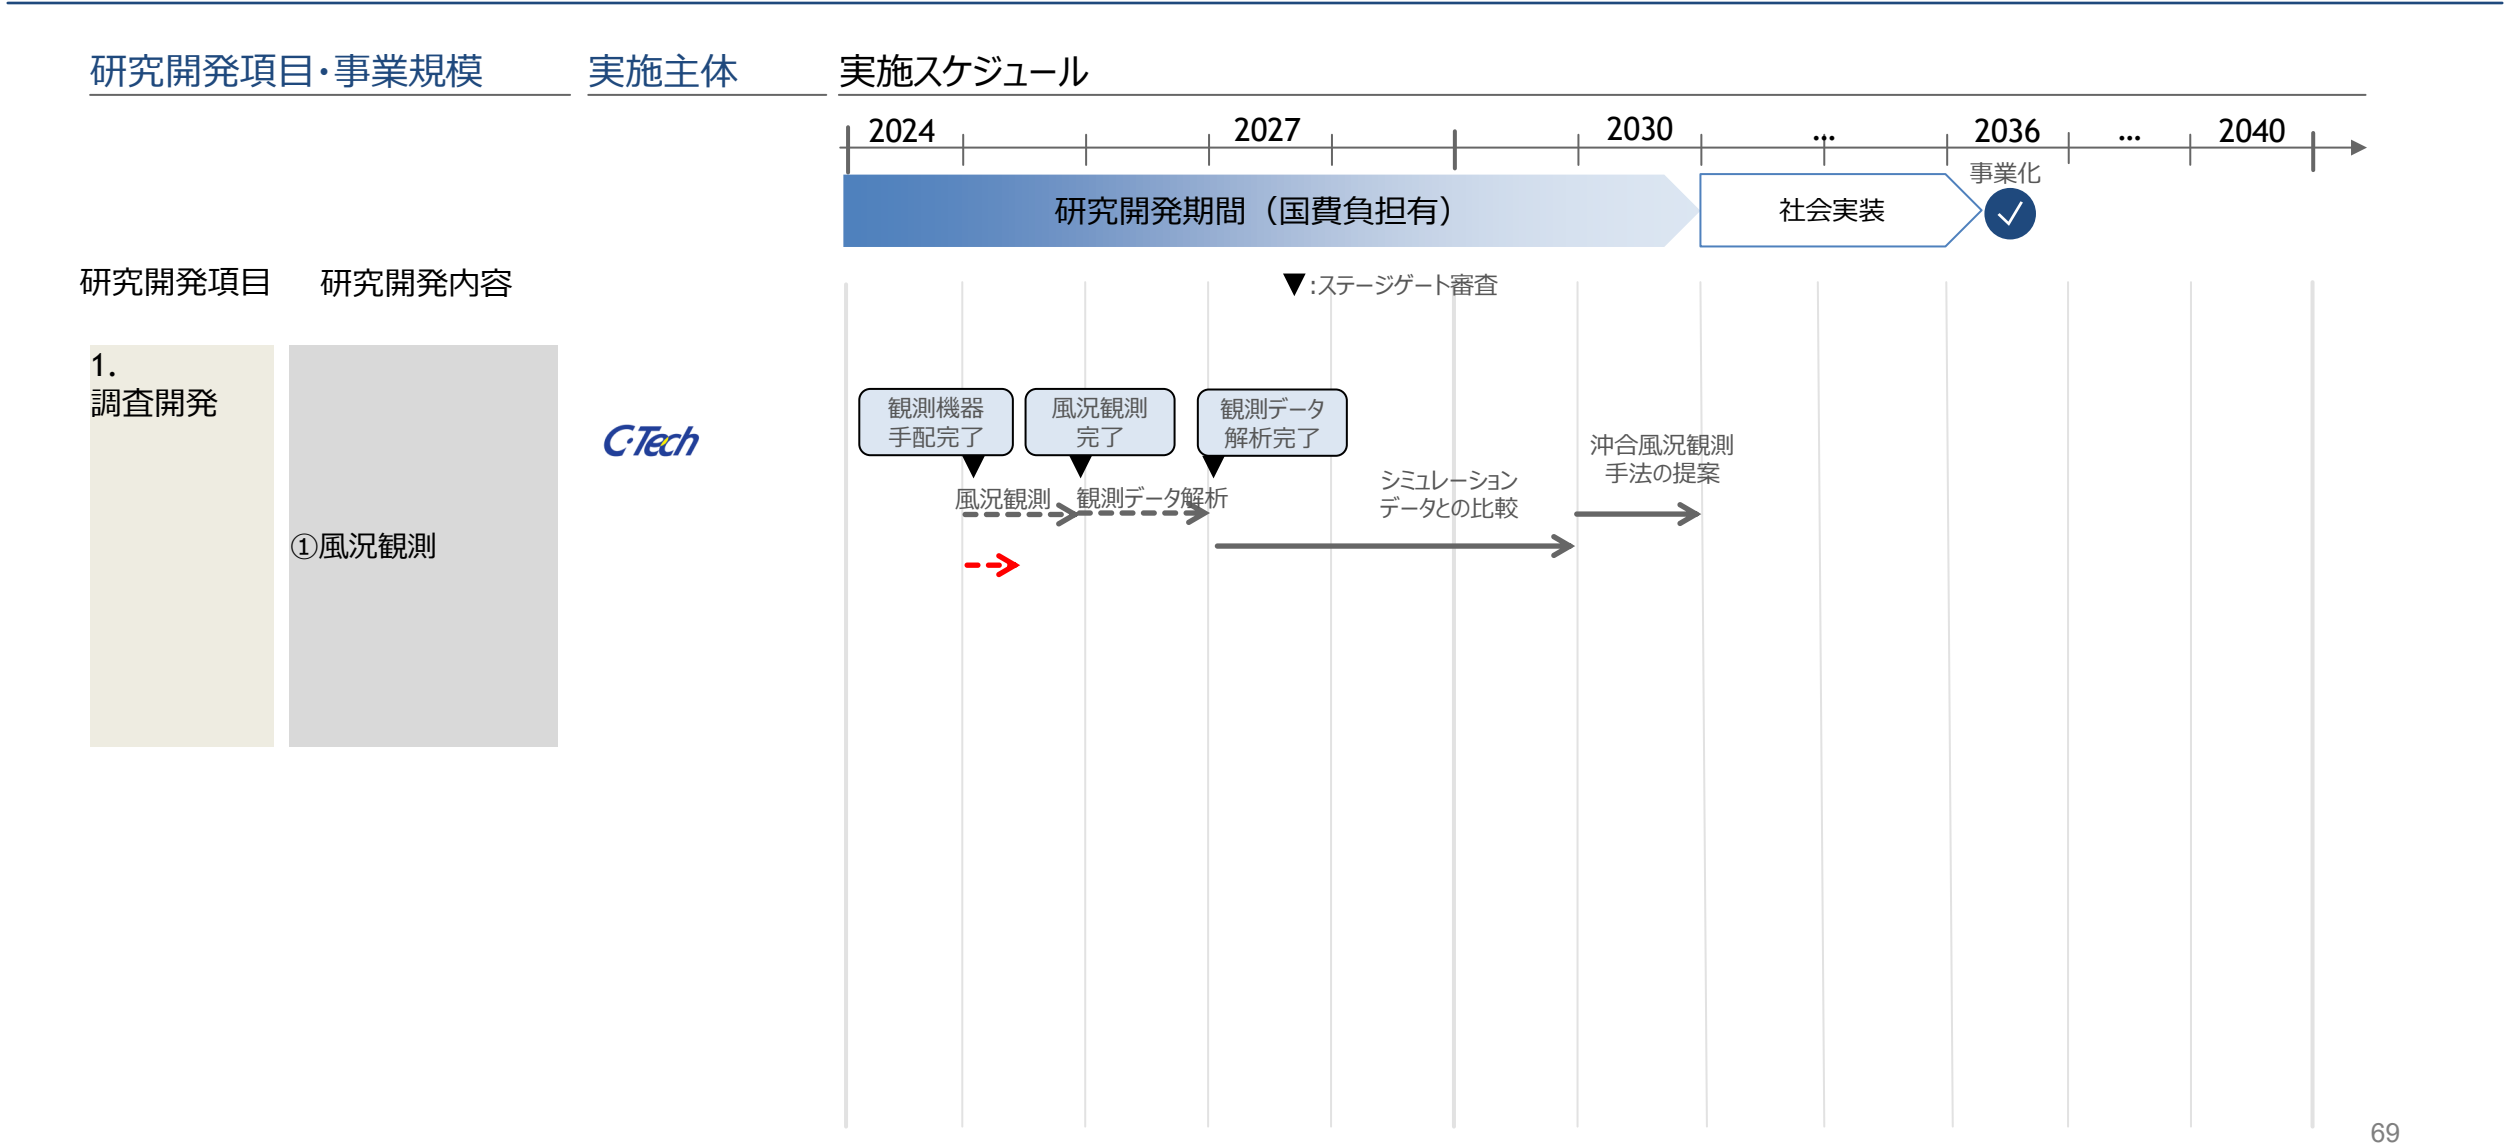 研究開発項目・事業規模
実施主体
実施スケジュール
2024
2027
2030
…
2036
…
2040
事業化
研究開発期間（国費負担有）
社会実装
研究開発項目
研究開発内容
▼:ステージゲート審査
1.
調査開発
①風況観測
C-Tech
観測機器
手配完了
風況観測
完了
観測データ
解析完了
風況観測
観測データ解析
シミュレーション
データとの比較
沖合風況観測
手法の提案
69